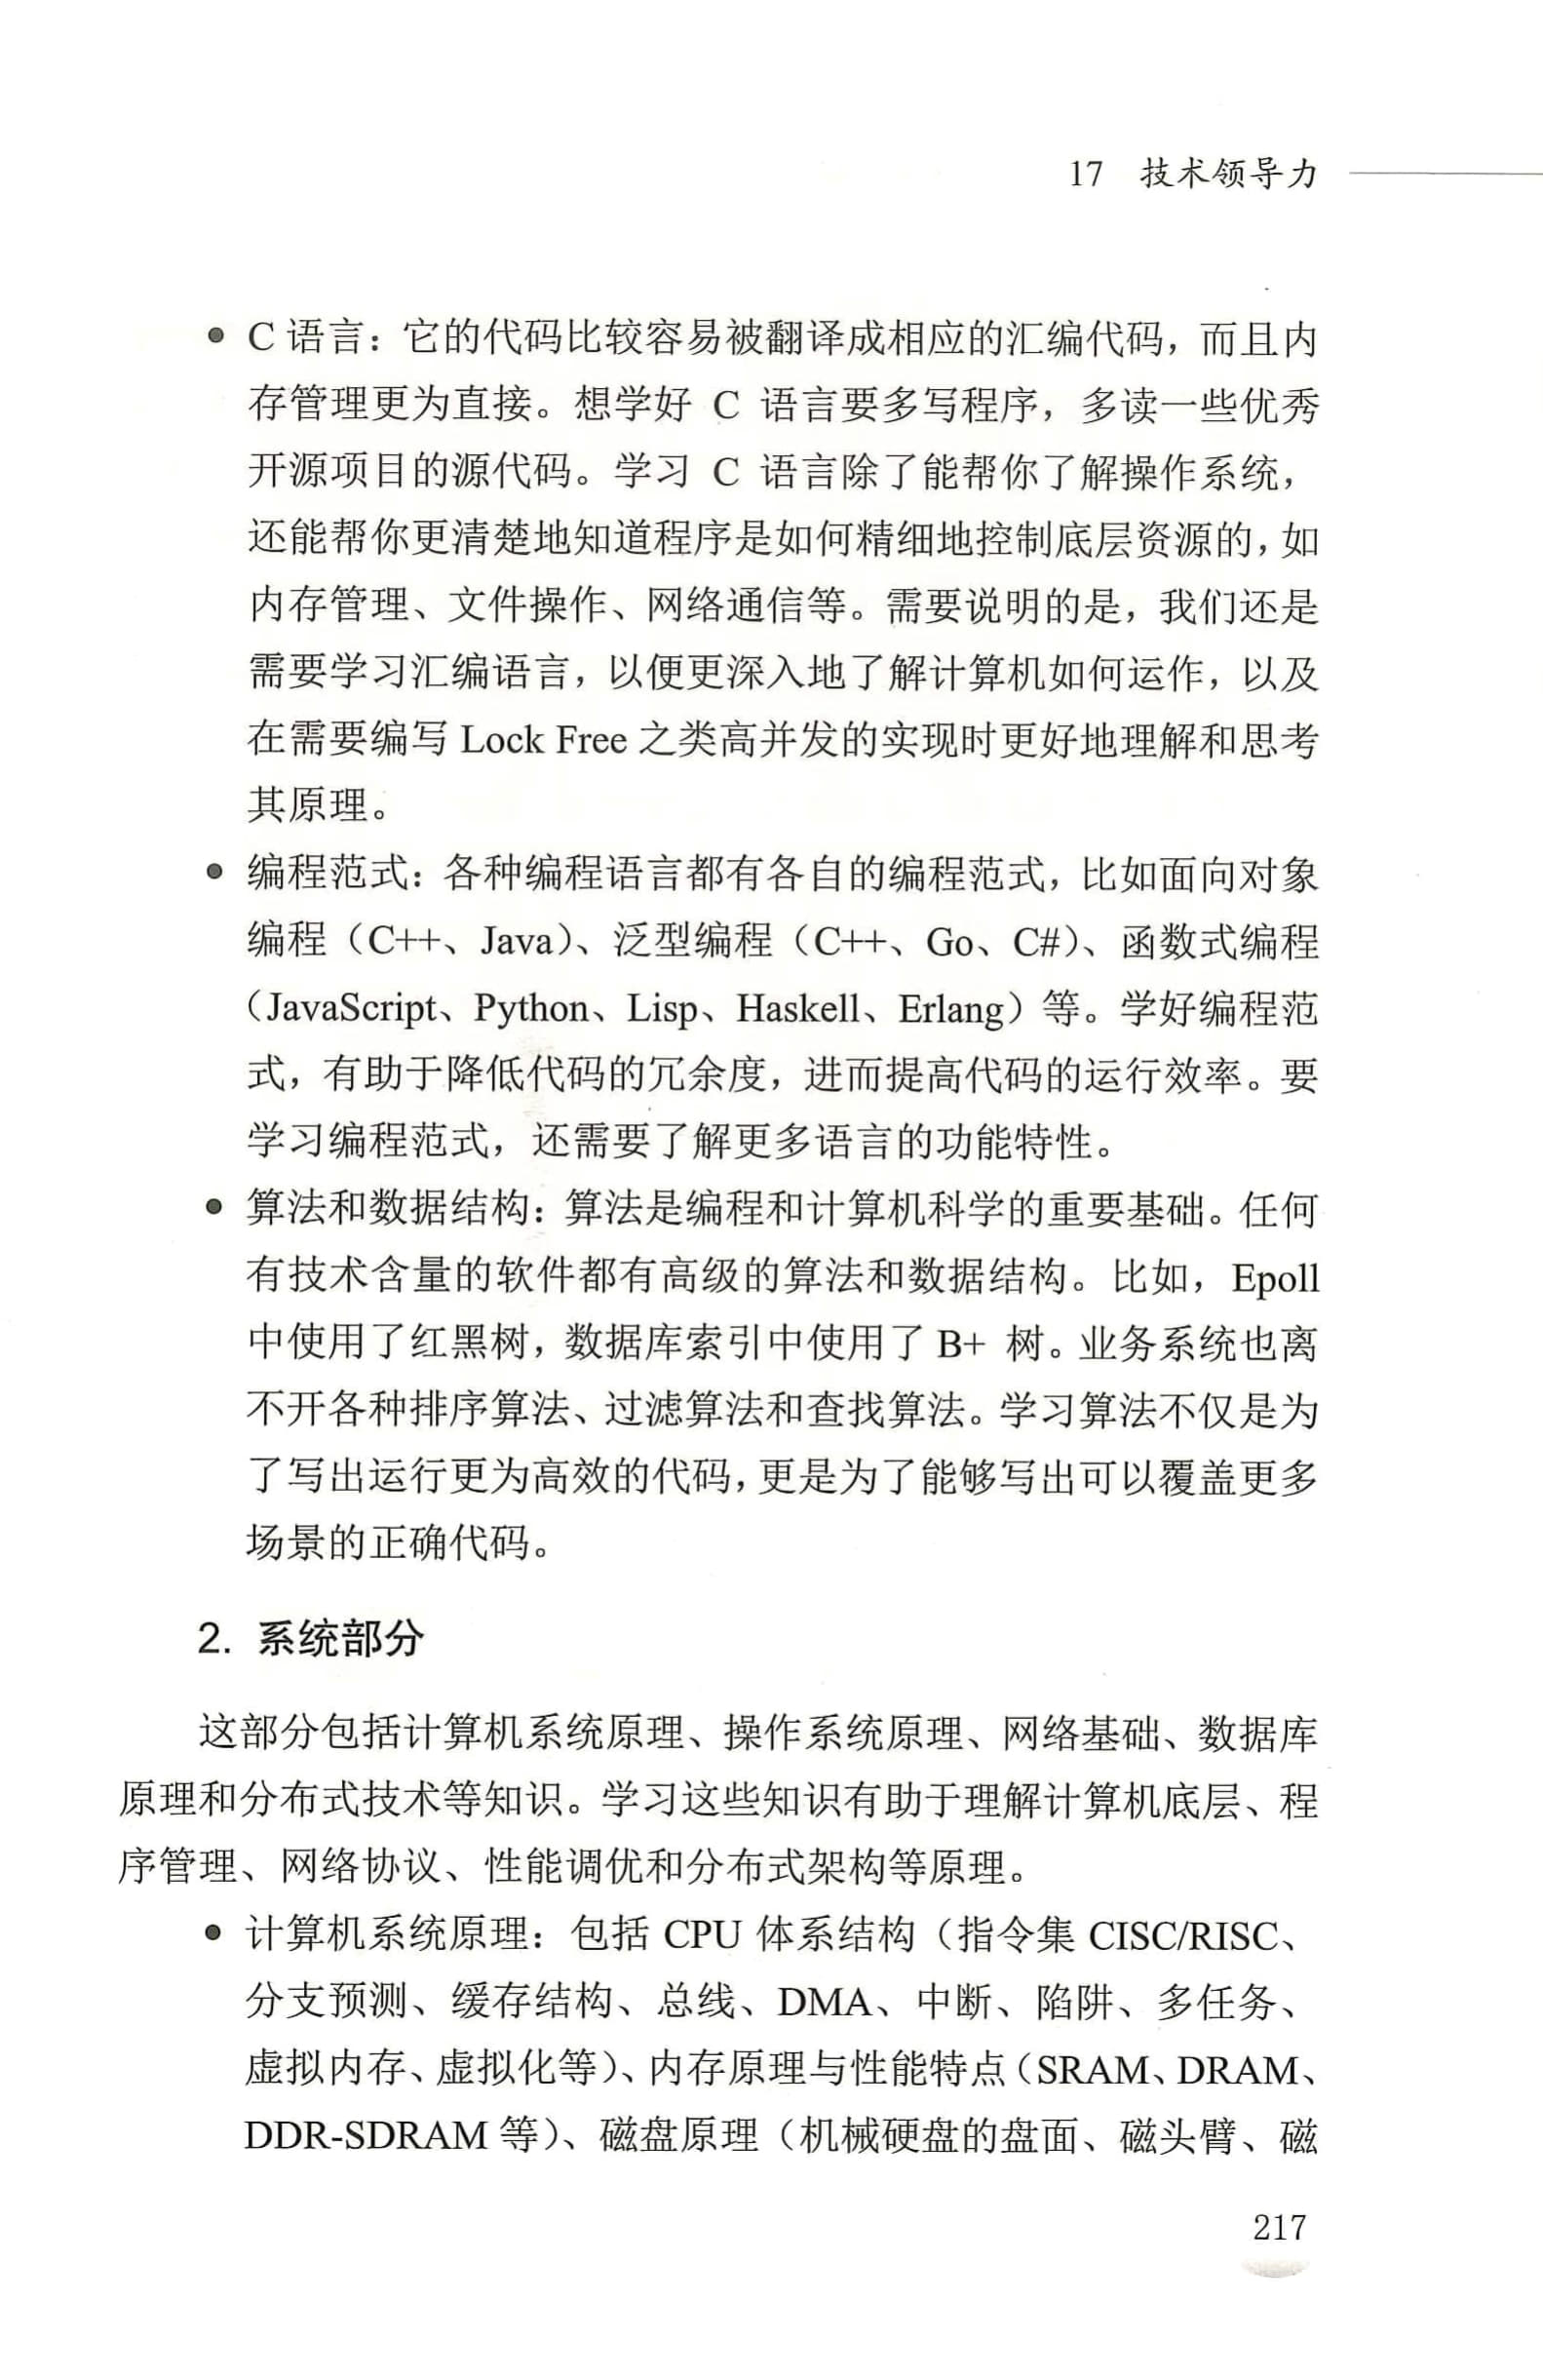 17 技术领导力
● C 语言：它的代码比较容易被翻译成相应的汇编代码，而且内
存管理更为直接。想学好 C 语言要多写程序，多读一些优秀
开源项目的源代码。学习 C 语言除了能帮你了解操作系统，
还能帮你更清楚地知道程序是如何精细地控制底层资源的，如
内存管理、文件操作、网络通信等。需要说明的是，我们还是
需要学习汇编语言，以便更深入地了解计算机如何运作，以及
在需要编写 Lock Free 之类高并发的实现时更好地理解和思考
其原理。
● 编程范式：各种编程语言都有各自的编程范式，比如面向对象
编程（C++、Java）、泛型编程（C++、Go、C#）、函数式编程
（JavaScript、Python、Lisp、Haskell、Erlang）等。学好编程范
式，有助于降低代码的冗余度，进而提高代码的运行效率。要
学习编程范式，还需要了解更多语言的功能特性。
● 算法和数据结构：算法是编程和计算机科学的重要基础。任何
有技术含量的软件都有高级的算法和数据结构。比如，Epoll
中使用了红黑树，数据库索引中使用了 B+ 树。业务系统也离
不开各种排序算法、过滤算法和查找算法。学习算法不仅是为
了写出运行更为高效的代码，更是为了能够写出可以覆盖更多
场景的正确代码。
2. 系统部分
这部分包括计算机系统原理、操作系统原理、网络基础、数据库
原理和分布式技术等知识。学习这些知识有助于理解计算机底层、程
序管理、网络协议、性能调优和分布式架构等原理。
● 计算机系统原理：包括 CPU 体系结构（指令集 CISC/RISC、
分支预测、缓存结构、总线、DMA、中断、陷阱、多任务、
虚拟内存、虚拟化等）、内存原理与性能特点（SRAM、DRAM、
DDR-SDRAM 等）、磁盘原理（机械硬盘的盘面、磁头臂、磁
217